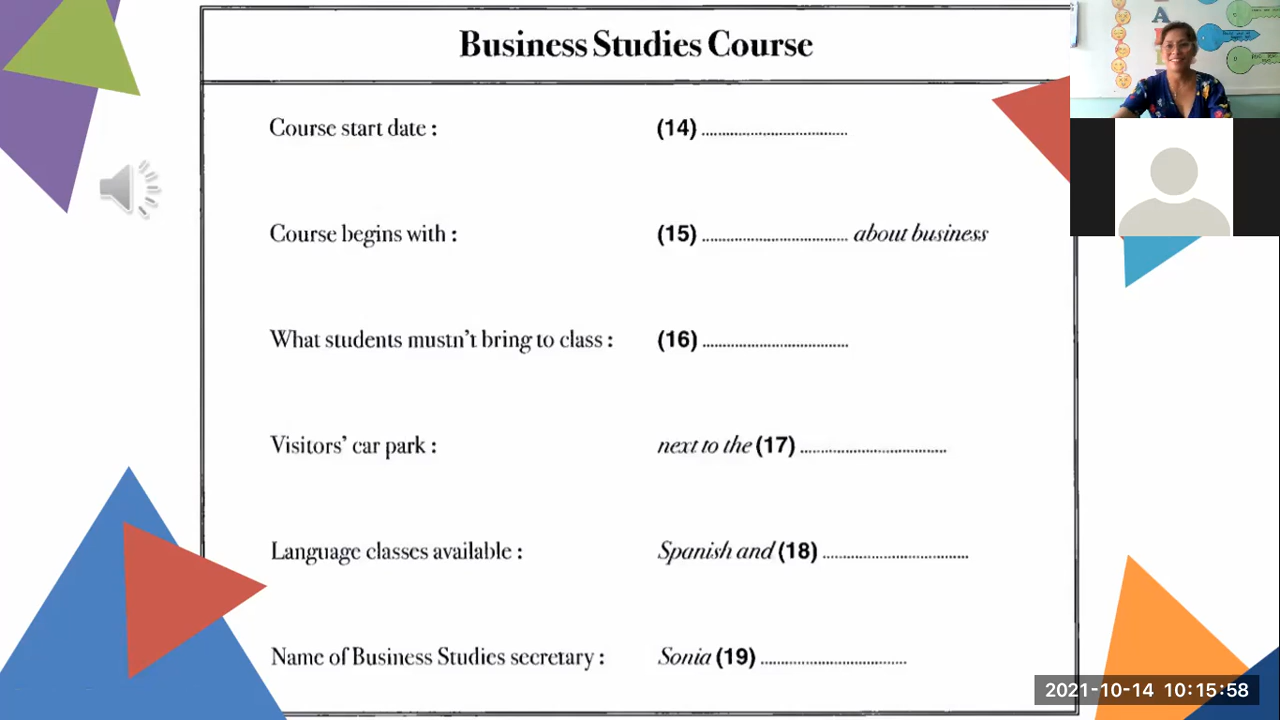 Business Studies Course
Course start date : (14) ..............................
Course begins with : (15) .............................. about business
What students mustn't bring to class : (16) ..............................
Visitors' car park : next to the (17) ..............................
Language classes available : Spanish and (18) ..............................
Name of Business Studies secretary : Sonia (19) ..............................
2021-10-14 10:15:58